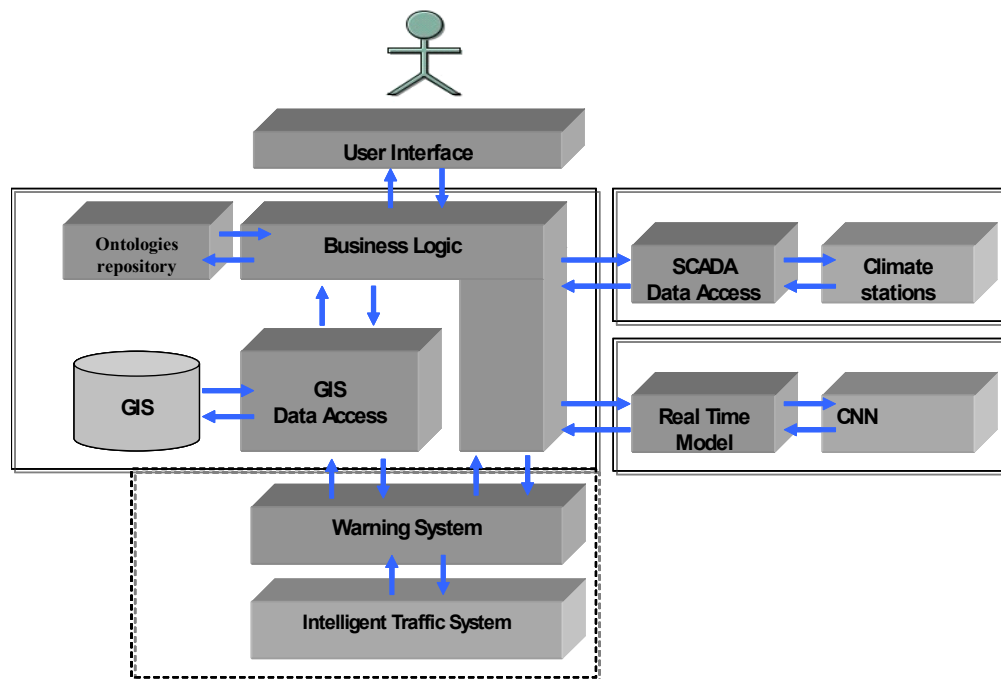 User Interface
Ontologies
repository
Business Logic
SCADA
Data Access
Climate
stations
GIS
GIS
Data Access
Real Time
Model
CNN
Warning System
Intelligent Traffic System